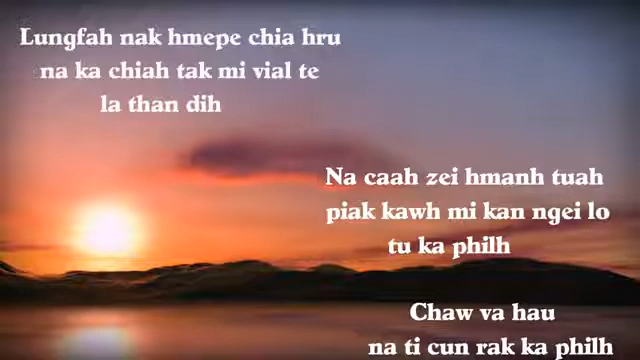 Lungfah nak hmepe chia hru
na ka chiah tak mi vial te
la than dih
Na caah zei hmanh tuah
piak kawh mi kan ngei lo
tu ka philh
Chaw va hau
na ti cun rak ka philh